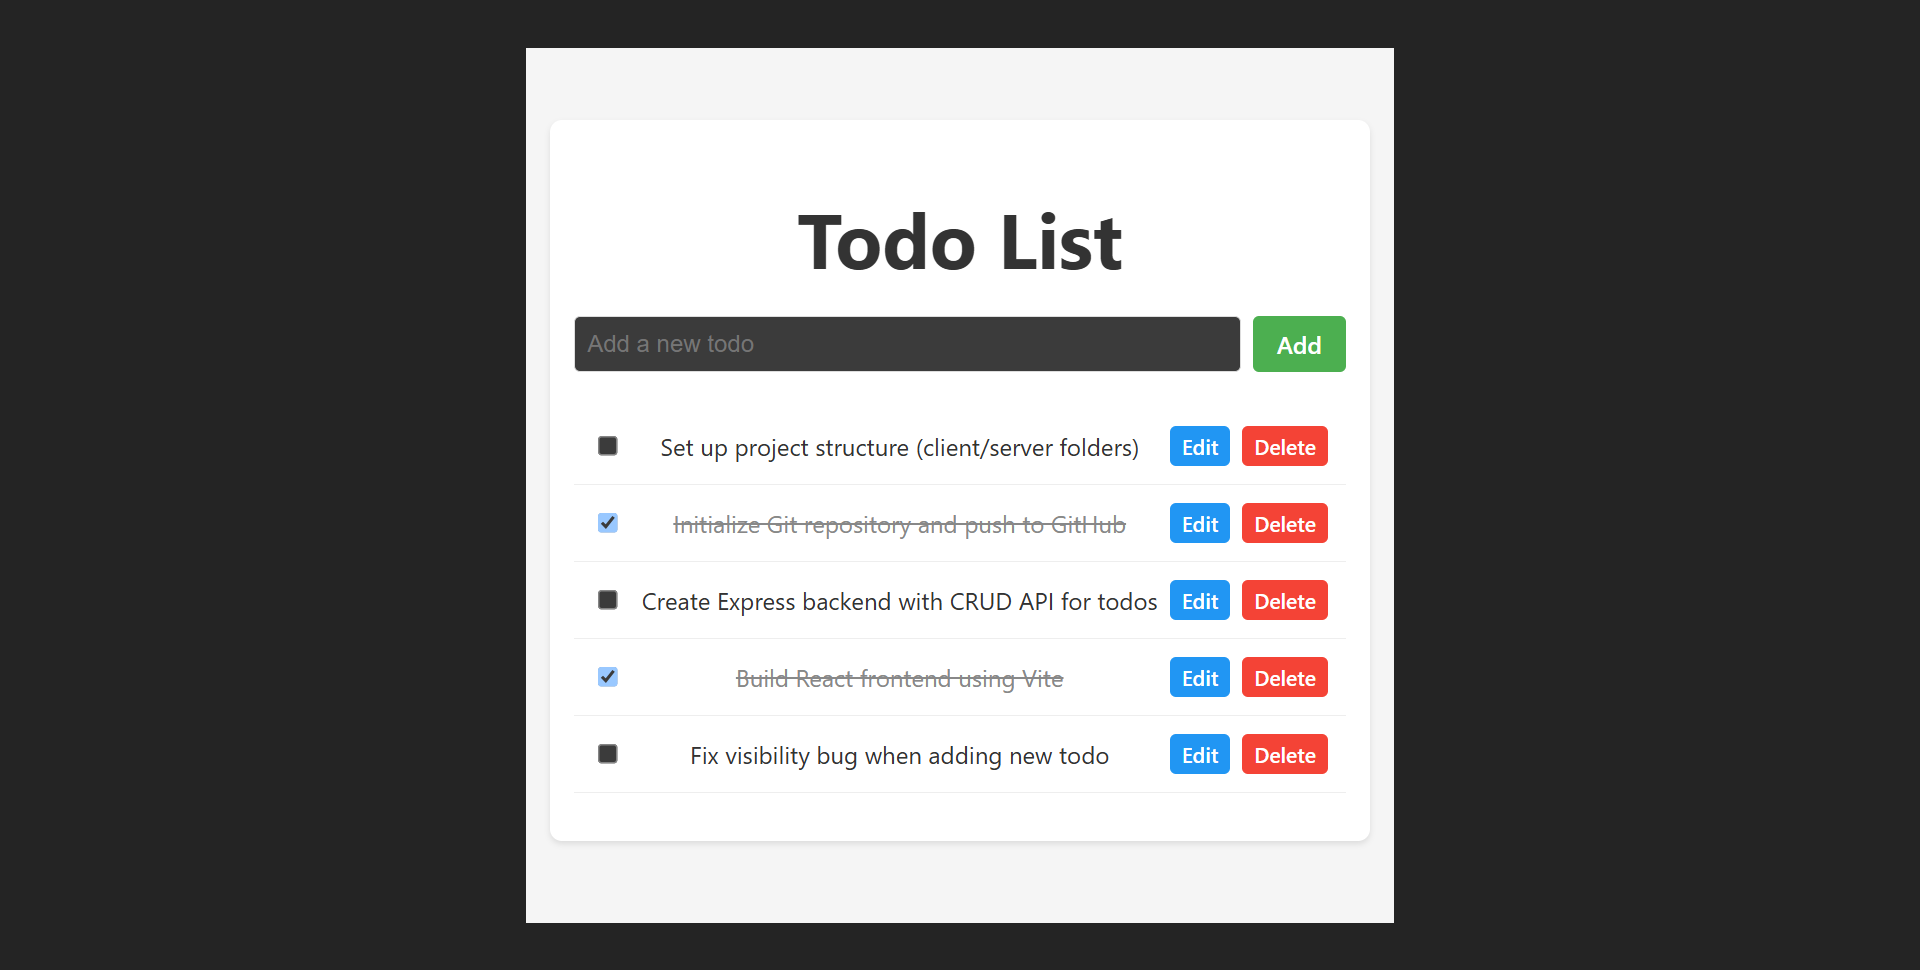 Todo List
Add a new todo
Add
Set up project structure (client/server folders)
Edit
Delete
Initialize Git repository and push to GitHub
Edit
Delete
Create Express backend with CRUD API for todos
Edit
Delete
Build React frontend using Vite
Edit
Delete
Fix visibility bug when adding new todo
Edit
Delete